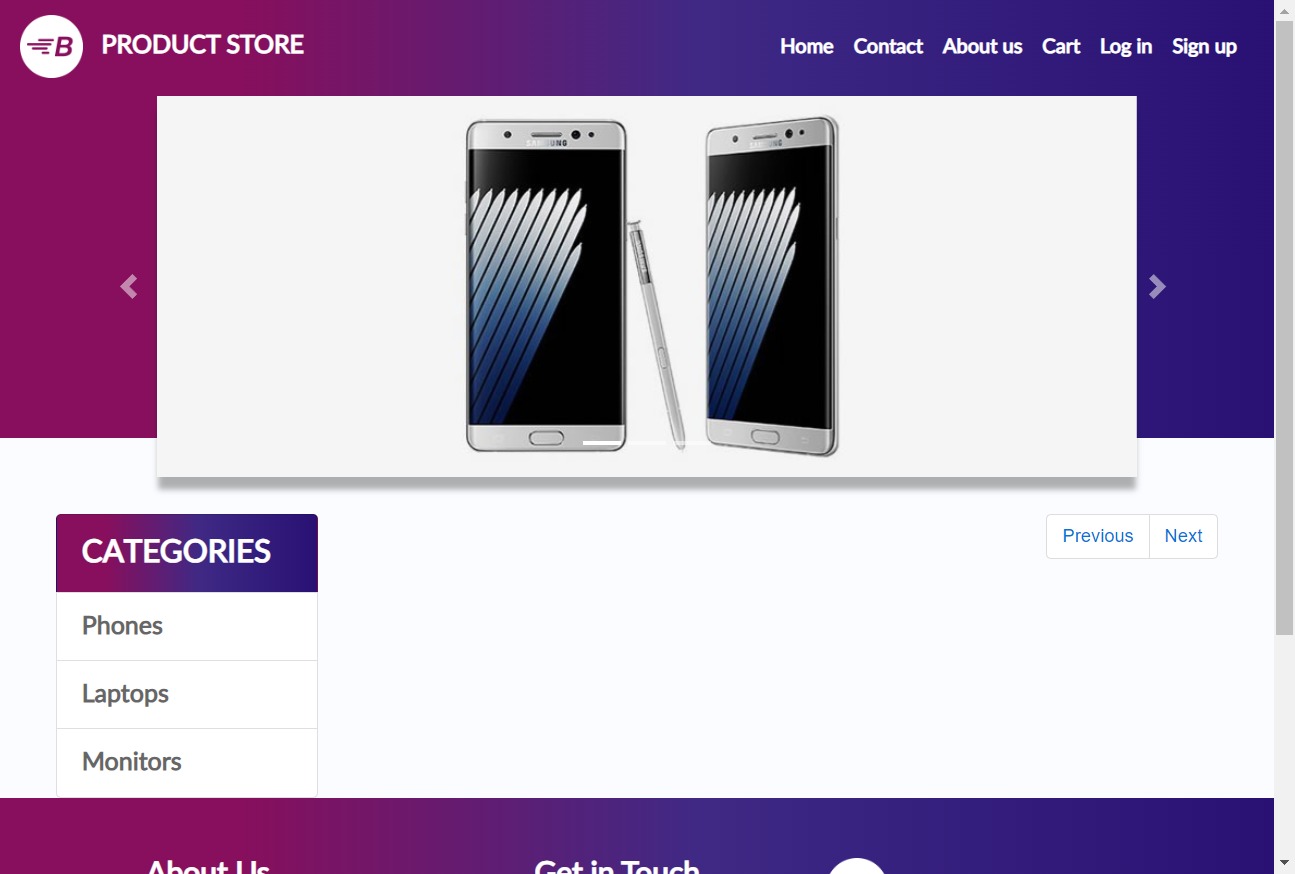 B PRODUCT STORE
Home Contact About us Cart Log in Sign up
SAMSUNG
SAMSUNG
CATEGORIES
Phones
Laptops
Monitors
Previous Next
About Us
Get in Touch